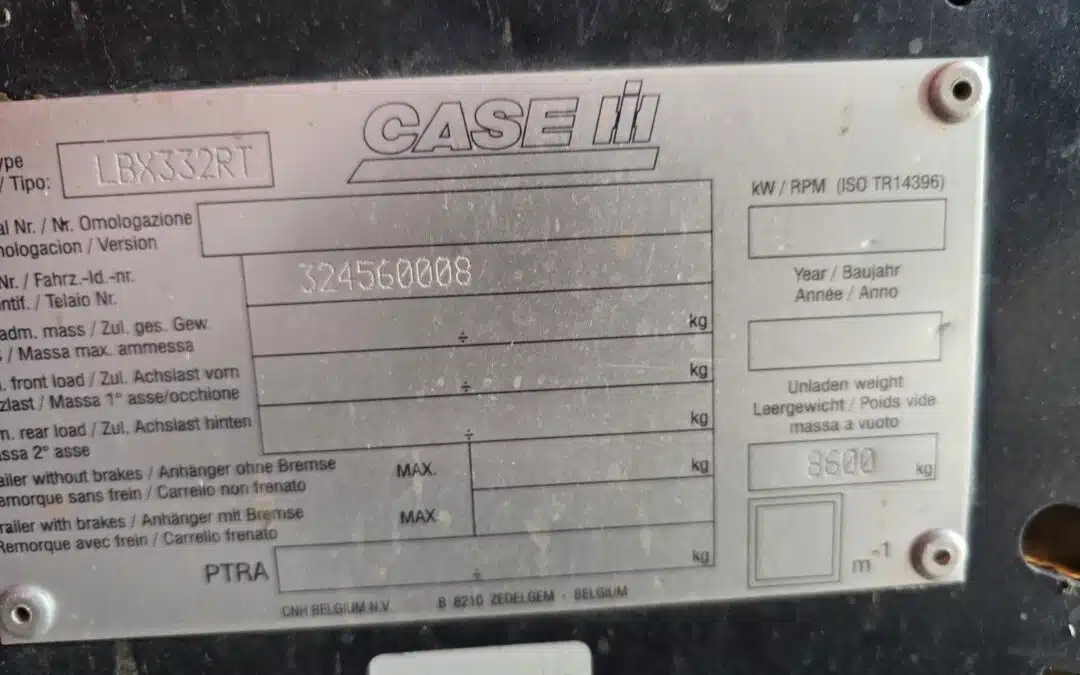 CASE III
ype
/ Tipo:
LBX332RT
kW / RPM (ISO TR14396)
al Nr. / Nr. Omologazione
nologacion / Version
Nr. / Fahrz.-Id.-nr.
entif. / Telaio Nr.
324560008
Year / Baujahr
Année / Anno
adm. mass / Zul. ges. Gew.
/ Massa max. ammessa
÷
kg
. front load / Zul. Achslast vorn
zlast / Massa 1° asse/occhione
÷
kg
Unladen weight
Leergewicht / Poids vide
massa a vuoto
8600 kg
m. rear load / Zul. Achslast hinten
assa 2° asse
÷
kg
ailer without brakes / Anhänger ohne Bremse
emorque sans frein / Carrello non frenato
MAX.
kg
railer with brakes / Anhänger mit Bremse
Remorque avec frein / Carrello frenato
MAX
PTRA
÷
kg
m-1
CNH BELGIUM N.V. B 8210 ZEDELGEM - BELGIUM